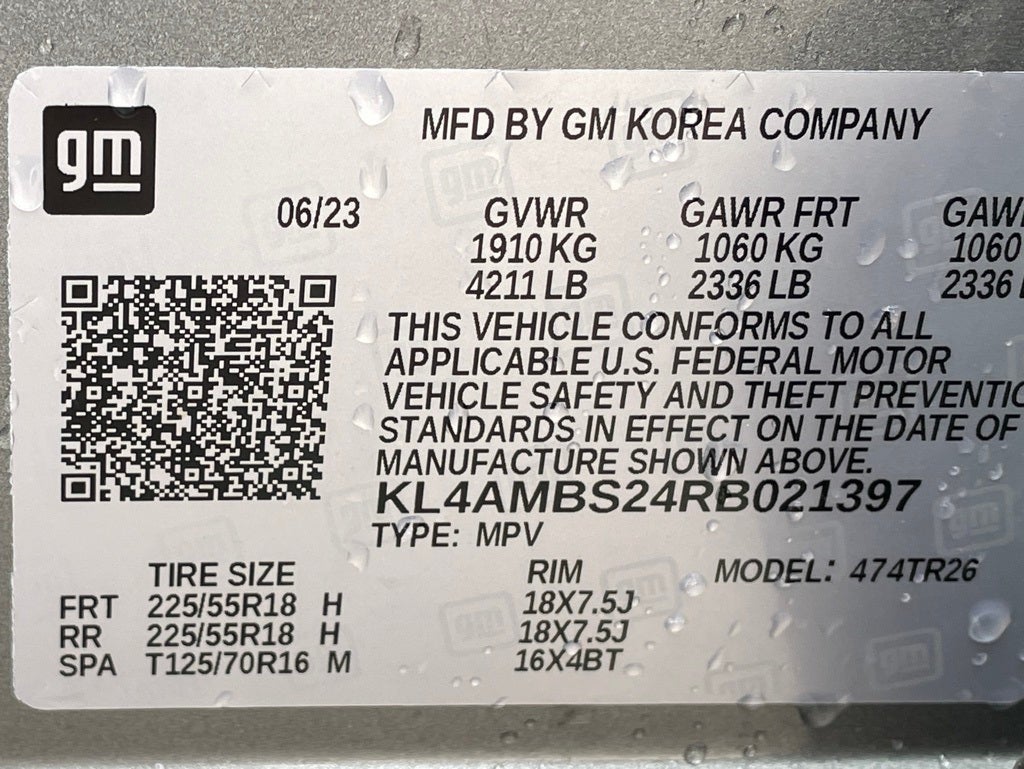 gm
MFD BY GM KOREA COMPANY
06/23 GVWR GAWR FRT GAW
1910 KG 1060 KG 1060
4211 LB 2336 LB 2336
THIS VEHICLE CONFORMS TO ALL
APPLICABLE U.S. FEDERAL MOTOR
VEHICLE SAFETY AND THEFT PREVENTIO
STANDARDS IN EFFECT ON THE DATE OF
MANUFACTURE SHOWN ABOVE.
KL4AMBS24RB021397
TYPE: MPV
TIRE SIZE RIM MODEL: 474TR26
FRT 225/55R18 H 18X7.5J
RR 225/55R18 H 18X7.5J
SPA T125/70R16 M 16X4BT